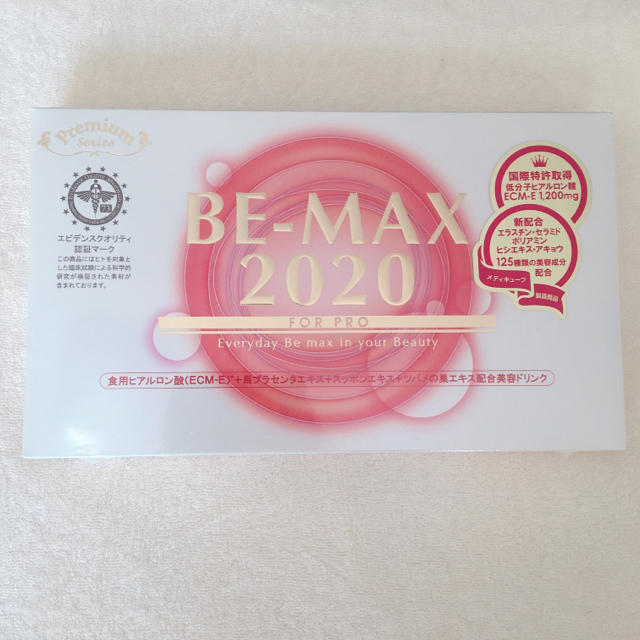 Premium
Series
エビデンスクオリティ
認証マーク
この商品にはヒトを対象と
した臨床試験による科学的
研究が検証された素材が
含まれております。
BE-MAX
2020
FOR PRO
Everyday Be max in your Beauty
食用ヒアルロン酸(ECM-E)+馬プラセンタエキス+スッポンエキス+ツバメの巣エキス配合美容ドリンク
国際特許取得
低分子ヒアルロン酸
ECM-E 1,200mg
新配合
エラスチン・セラミド
ポリアミン
ヒシエキス・アキョウ
125種類の美容成分
配合
メディキューブ
製造商品